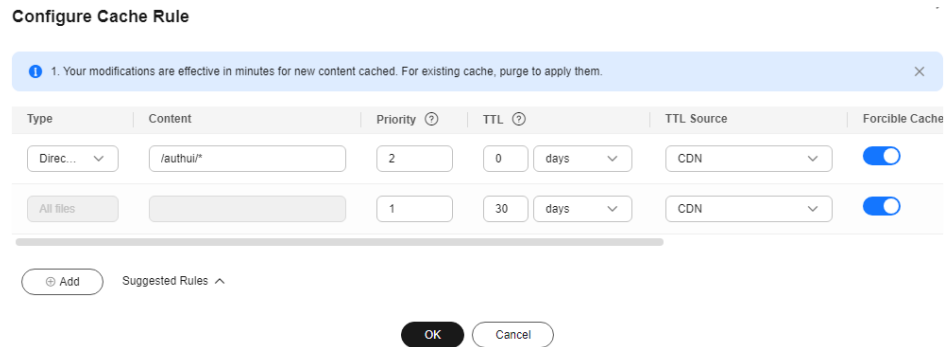 Configure Cache Rule
1. Your modifications are effective in minutes for new content cached. For existing cache, purge to apply them.
Type Content Priority TTL TTL Source Forcible Cache
Direc... /authui/* 2 0 days CDN
All files 1 30 days CDN
Add Suggested Rules
OK Cancel